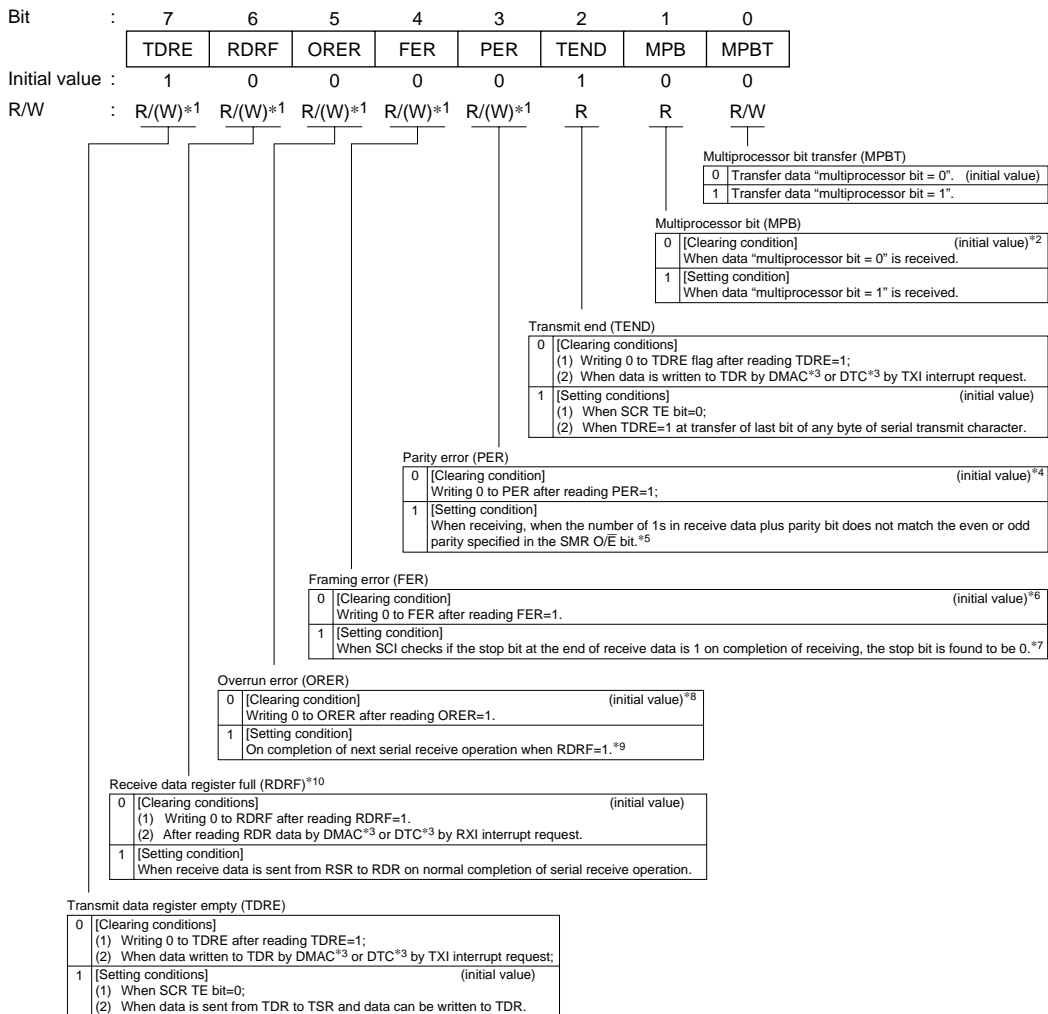 Bit : 7 6 5 4 3 2 1 0
TDRE RDRF ORER FER PER TEND MPB MPBT
Initial value : 1 0 0 0 0 1 0 0
R/W : R/(W)*1 R/(W)*1 R/(W)*1 R/(W)*1 R/(W)*1 R R R/W
Multiprocessor bit transfer (MPBT)
0 Transfer data “multiprocessor bit = 0”. (initial value)
1 Transfer data “multiprocessor bit = 1”.
Multiprocessor bit (MPB)
0 [Clearing condition] (initial value)*2
When data “multiprocessor bit = 0” is received.
1 [Setting condition]
When data “multiprocessor bit = 1” is received.
Transmit end (TEND)
0 [Clearing conditions]
(1) Writing 0 to TDRE flag after reading TDRE=1;
(2) When data is written to TDR by DMAC*3 or DTC*3 by TXI interrupt request.
1 [Setting conditions] (initial value)
(1) When SCR TE bit=0;
(2) When TDRE=1 at transfer of last bit of any byte of serial transmit character.
Parity error (PER)
0 [Clearing condition] (initial value)*4
Writing 0 to PER after reading PER=1;
1 [Setting condition]
When receiving, when the number of 1s in receive data plus parity bit does not match the even or odd
parity specified in the SMR O/E̅ bit.*5
Framing error (FER)
0 [Clearing condition] (initial value)*6
Writing 0 to FER after reading FER=1.
1 [Setting condition]
When SCI checks if the stop bit at the end of receive data is 1 on completion of receiving, the stop bit is found to be 0.*7
Overrun error (ORER)
0 [Clearing condition] (initial value)*8
Writing 0 to ORER after reading ORER=1.
1 [Setting condition]
On completion of next serial receive operation when RDRF=1.*9
Receive data register full (RDRF)*10
0 [Clearing conditions] (initial value)
(1) Writing 0 to RDRF after reading RDRF=1.
(2) After reading RDR data by DMAC*3 or DTC*3 by RXI interrupt request.
1 [Setting condition]
When receive data is sent from RSR to RDR on normal completion of serial receive operation.
Transmit data register empty (TDRE)
0 [Clearing conditions]
(1) Writing 0 to TDRE after reading TDRE=1;
(2) When data written to TDR by DMAC*3 or DTC*3 by TXI interrupt request;
1 [Setting conditions] (initial value)
(1) When SCR TE bit=0;
(2) When data is sent from TDR to TSR and data can be written to TDR.